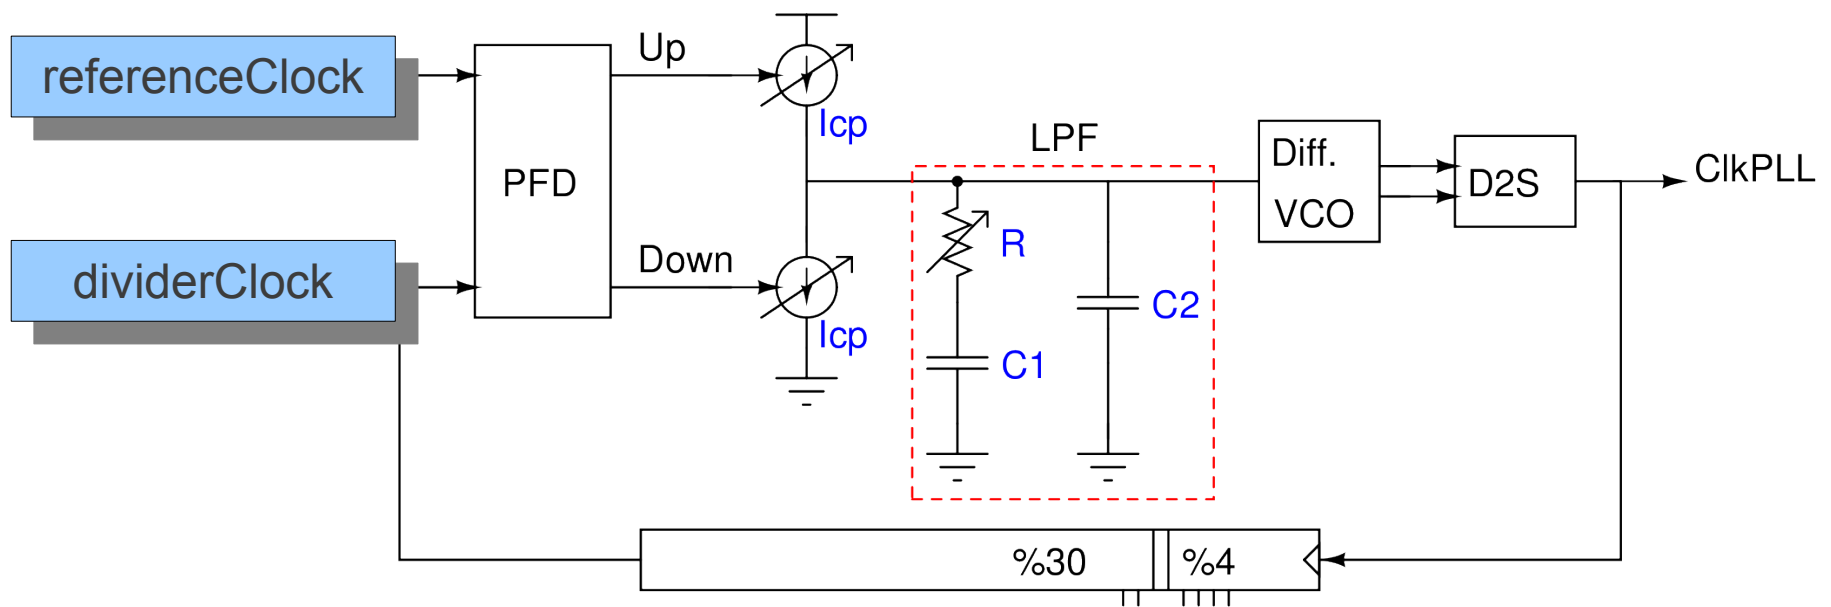 referenceClock
Up
Icp
PFD
LPF
Diff.
VCO
D2S
ClkPLL
dividerClock
Down
Icp
R
C1
C2
%30
%4